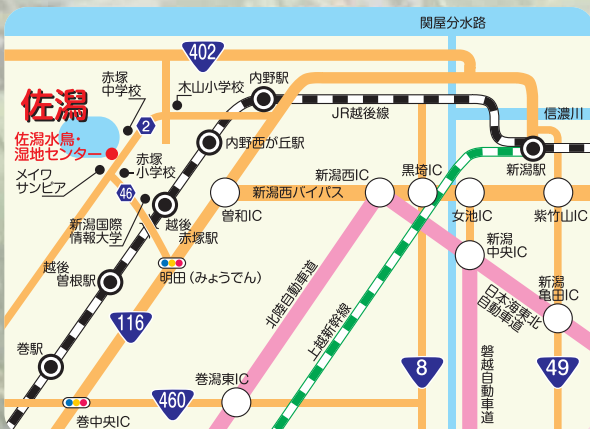 関屋分水路
402
赤塚
中学校
木山小学校
内野駅
佐潟
JR越後線
信濃川
2
佐潟水鳥・
湿地センター
内野西が丘駅
新潟駅
赤塚
小学校
メイワ
サンピア
新潟西IC
黒埼IC
46
新潟西バイパス
曽和IC
女池IC
紫竹山IC
新潟国際
情報大学
越後
赤塚駅
新潟
中央IC
越後
曽根駅
明田（みょうでん）
北陸自動車道
新潟
亀田IC
日本海東北
自動車道
116
上越新幹線
巻駅
巻潟東IC
8
磐越自動車道
49
460
巻中央IC